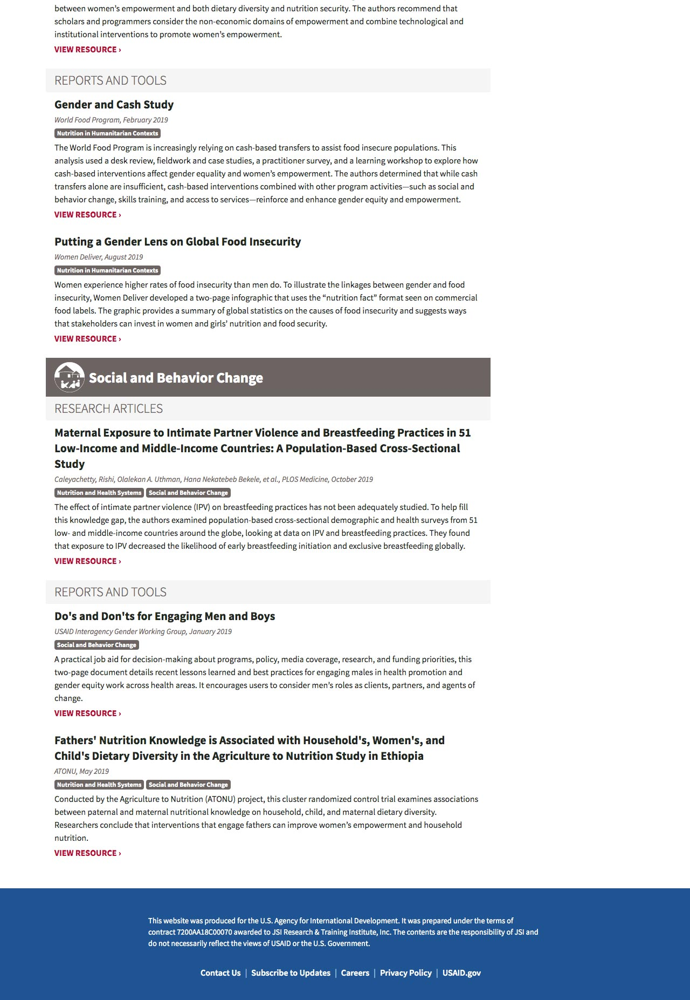 between women’s empowerment and both dietary diversity and nutrition security. The authors recommend that
scholars and programmers consider the non-economic domains of empowerment and combine technological and
institutional interventions to promote women’s empowerment.
VIEW RESOURCE ›
REPORTS AND TOOLS
Gender and Cash Study
World Food Program, February 2019
Nutrition in Humanitarian Contexts
The World Food Program is increasingly relying on cash-based transfers to assist food insecure populations. This
analysis used a desk review, fieldwork and case studies, a practitioner survey, and a learning workshop to explore how
cash-based interventions affect gender equality and women’s empowerment. The authors determined that while cash
transfers alone are insufficient, cash-based interventions combined with other program activities—such as social and
behavior change, skills training, and access to services—reinforce and enhance gender equity and empowerment.
VIEW RESOURCE ›
Putting a Gender Lens on Global Food Insecurity
Women Deliver, August 2019
Nutrition in Humanitarian Contexts
Women experience higher rates of food insecurity than men do. To illustrate the linkages between gender and food
insecurity, Women Deliver developed a two-page infographic that uses the “nutrition fact” format seen on commercial
food labels. The graphic provides a summary of global statistics on the causes of food insecurity and suggests ways
that stakeholders can invest in women and girls’ nutrition and food security.
VIEW RESOURCE ›
Social and Behavior Change
RESEARCH ARTICLES
Maternal Exposure to Intimate Partner Violence and Breastfeeding Practices in 51
Low-Income and Middle-Income Countries: A Population-Based Cross-Sectional
Study
Caleyachetty, Rishi, Olalekan A. Uthman, Hana Nekatebeb Bekele, et al., PLOS Medicine, October 2019
Nutrition and Health Systems Social and Behavior Change
The effect of intimate partner violence (IPV) on breastfeeding practices has not been adequately studied. To help fill
this knowledge gap, the authors examined population-based cross-sectional demographic and health surveys from 51
low- and middle-income countries around the globe, looking at data on IPV and breastfeeding practices. They found
that exposure to IPV decreased the likelihood of early breastfeeding initiation and exclusive breastfeeding globally.
VIEW RESOURCE ›
REPORTS AND TOOLS
Do's and Don'ts for Engaging Men and Boys
USAID Interagency Gender Working Group, January 2019
Social and Behavior Change
A practical job aid for decision-making about programs, policy, media coverage, research, and funding priorities, this
two-page document details recent lessons learned and best practices for engaging males in health promotion and
gender equity work across health areas. It encourages users to consider men’s roles as clients, partners, and agents of
change.
VIEW RESOURCE ›
Fathers' Nutrition Knowledge is Associated with Household's, Women's, and
Child's Dietary Diversity in the Agriculture to Nutrition Study in Ethiopia
ATONU, May 2019
Nutrition and Health Systems Social and Behavior Change
Conducted by the Agriculture to Nutrition (ATONU) project, this cluster randomized control trial examines associations
between paternal and maternal nutritional knowledge on household, child, and maternal dietary diversity.
Researchers conclude that interventions that engage fathers can improve women’s empowerment and household
nutrition.
VIEW RESOURCE ›
This website was produced for the U.S. Agency for International Development. It was prepared under the terms of
contract 7200AA18C00070 awarded to JSI Research & Training Institute, Inc. The contents are the responsibility of JSI and
do not necessarily reflect the views of USAID or the U.S. Government.
Contact Us | Subscribe to Updates | Careers | Privacy Policy | USAID.gov